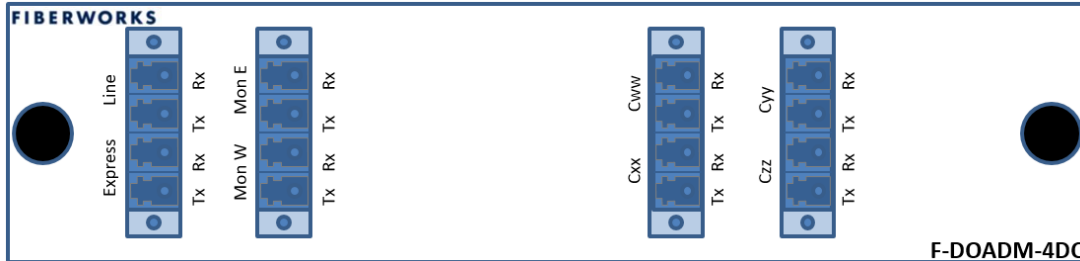 FIBERWORKS
Line
Express
Rx
Tx
Rx
Tx
Mon E
Mon W
Rx
Tx
Rx
Tx
Cww
Cxx
Rx
Tx
Rx
Tx
Cyy
Czz
Rx
Tx
Rx
Tx
F-DOADM-4DC